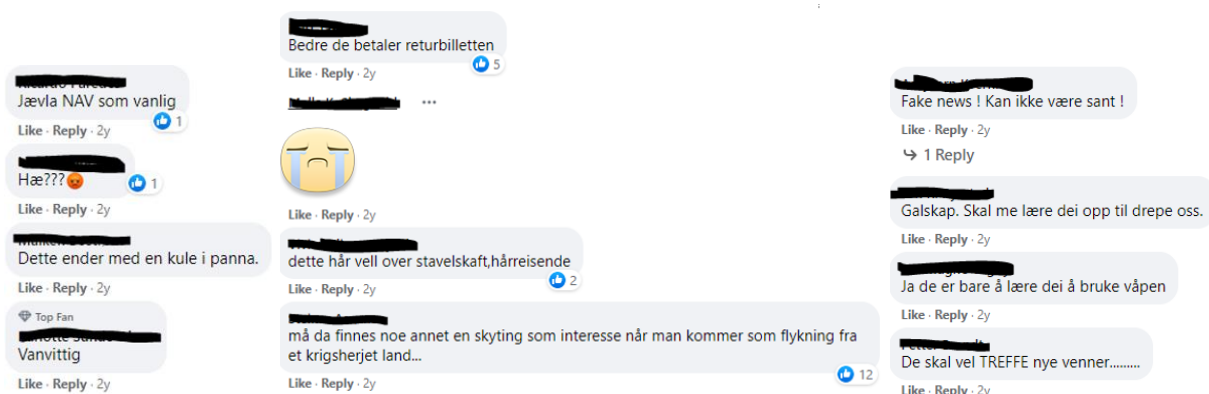 Jævla NAV som vanlig
1
Like · Reply · 2y
Hæ???
1
Like · Reply · 2y
Dette ender med en kule i panna.
Like · Reply · 2y
Top Fan
Vanvittig
Like · Reply · 2y
Bedre de betaler returbilletten
5
Like · Reply · 2y
Like · Reply · 2y
dette hår vell over stavelskaft,hårreisende
2
Like · Reply · 2y
må da finnes noe annet en skyting som interesse når man kommer som flykning fra
et krigsherjet land...
12
Like · Reply · 2y
Fake news ! Kan ikke være sant !
Like · Reply · 2y
1 Reply
Galskap. Skal me lære dei opp til drepe oss.
Like · Reply · 2y
Ja de er bare å lære dei å bruke våpen
Like · Reply · 2y
De skal vel TREFFE nye venner.........
Like · Reply · 2y